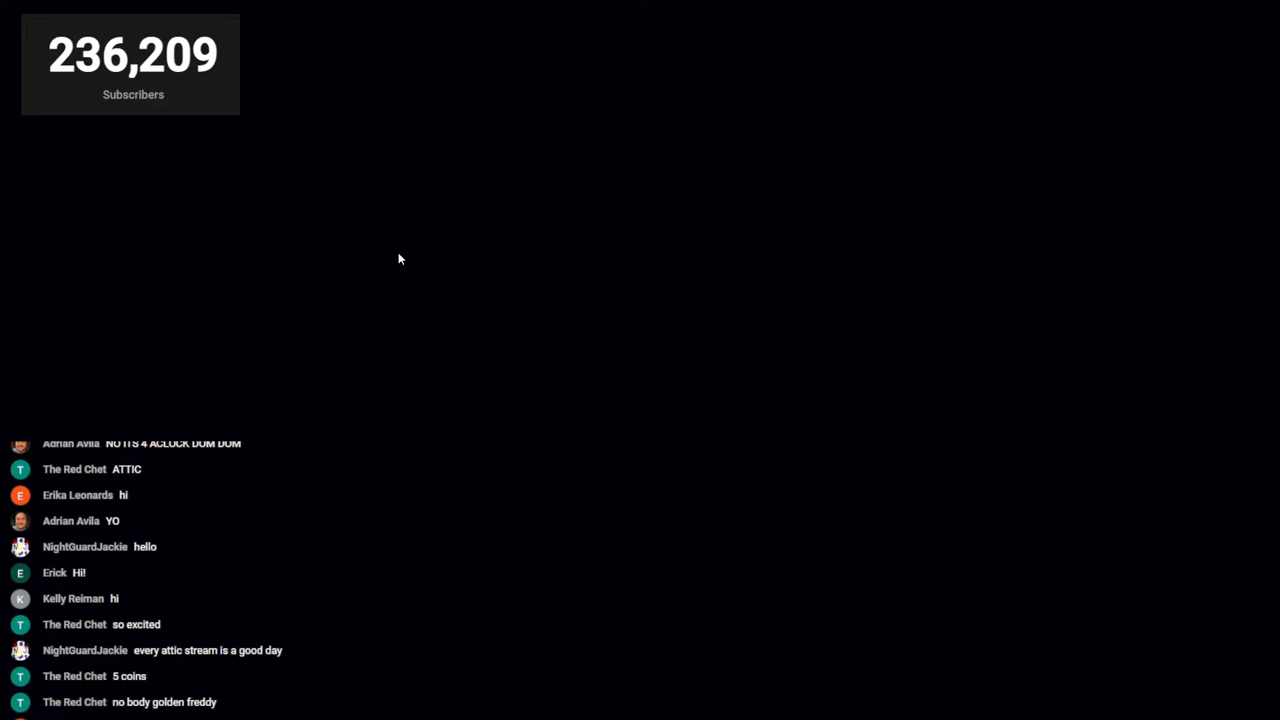 236,209
Subscribers
Adrian Avila NO ITS 4 ACLOCK DOM DOM
The Red Chet ATTIC
Erika Leonards hi
Adrian Avila YO
NightGuardJackie hello
E Erick Hi!
K Kelly Reiman hi
T The Red Chet so excited
NightGuardJackie every attic stream is a good day
T The Red Chet 5 coins
T The Red Chet no body golden freddy